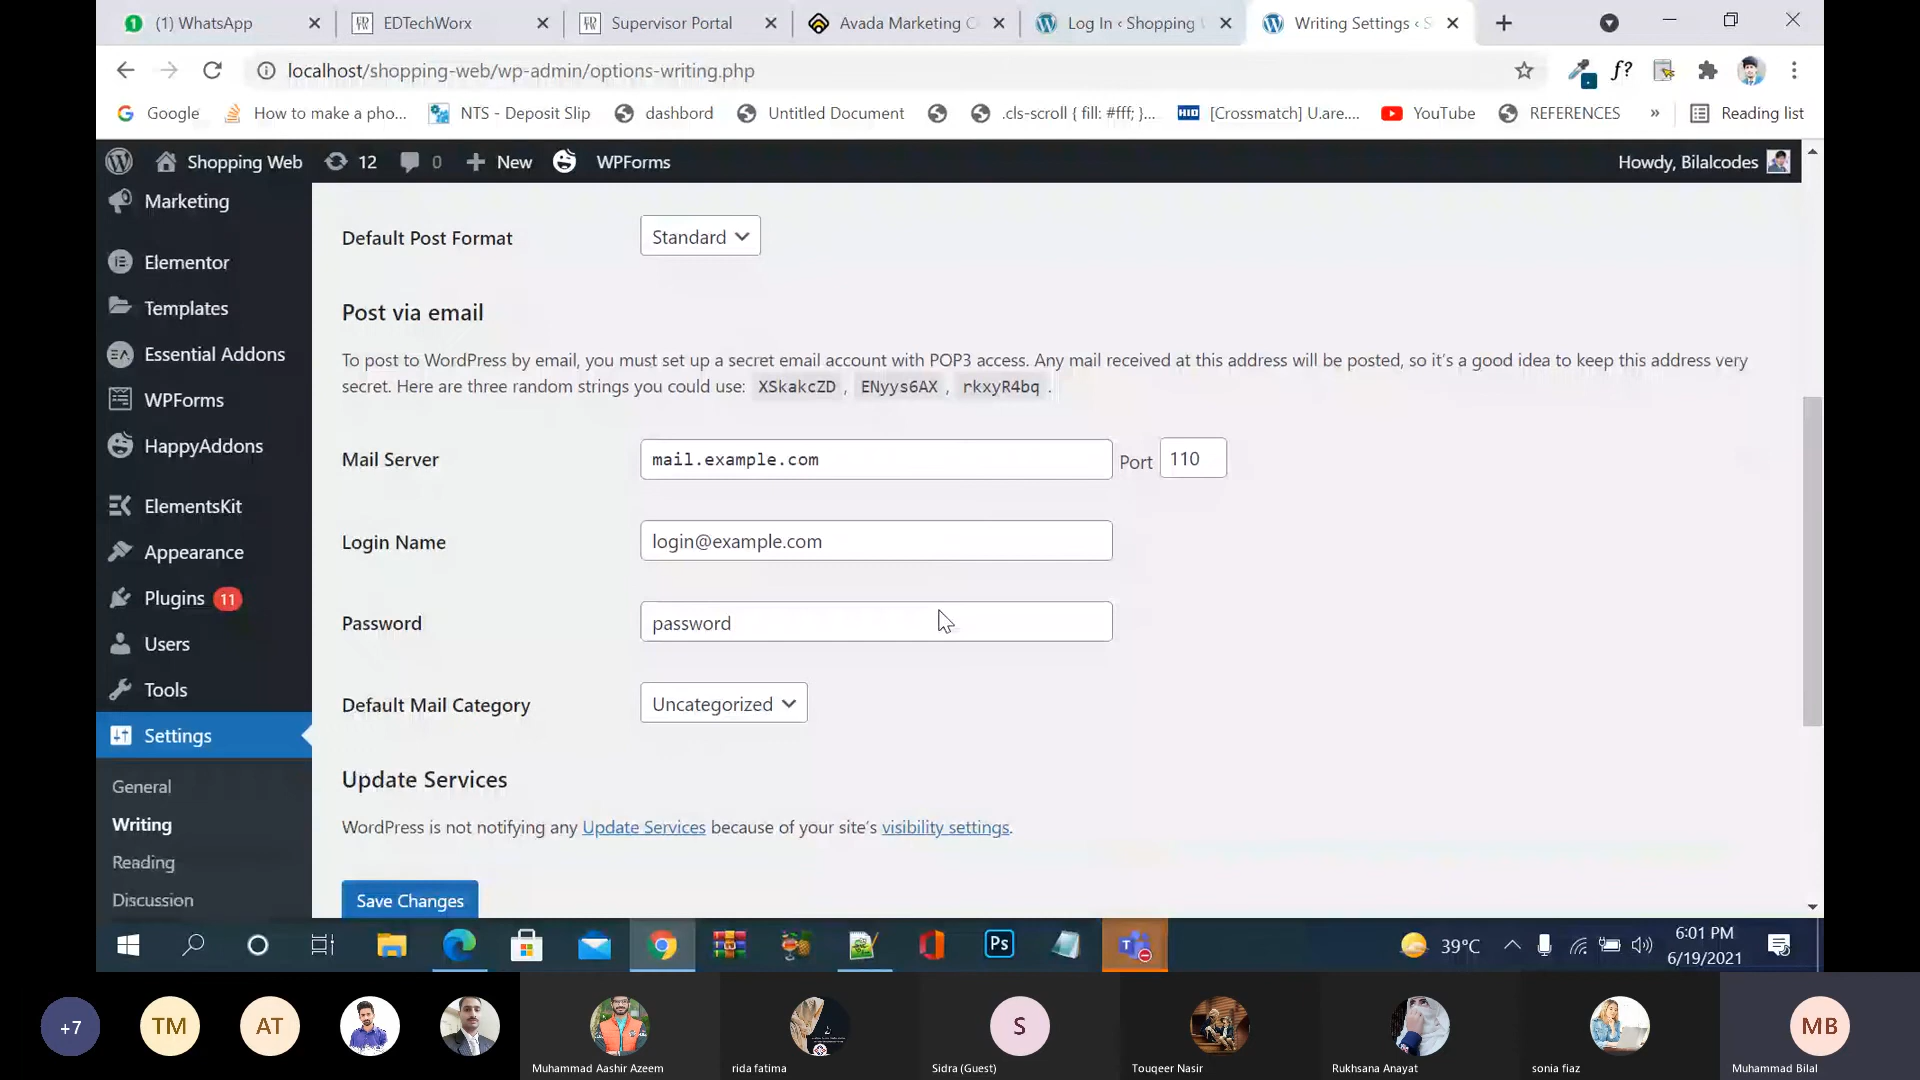 (1) WhatsApp
EDTechWorx
Supervisor Portal
Avada Marketing C
Log In ‹ Shopping
Writing Settings ‹ S
localhost/shopping-web/wp-admin/options-writing.php
f?
Google
How to make a pho...
NTS - Deposit Slip
dashbord
Untitled Document
.cls-scroll { fill: #fff; }...
HID
[Crossmatch] U.are....
YouTube
REFERENCES
»
Reading list
Shopping Web
12
0
New
WPForms
Howdy, Bilalcodes
Marketing
Elementor
Templates
Essential Addons
WPForms
HappyAddons
ElementsKit
Appearance
Plugins 11
Users
Tools
Settings
General
Writing
Reading
Discussion
Default Post Format
Standard
Post via email
To post to WordPress by email, you must set up a secret email account with POP3 access. Any mail received at this address will be posted, so it’s a good idea to keep this address very
secret. Here are three random strings you could use: XSkakcZD , ENyys6AX , rkxyR4bq .
Mail Server
mail.example.com
Port 110
Login Name
login@example.com
Password
password
Default Mail Category
Uncategorized
Update Services
WordPress is not notifying any Update Services because of your site’s visibility settings.
Save Changes
Ps
39°C
6:01 PM
6/19/2021
+7
TM
AT
S
MB
Muhammad Aashir Azeem
rida fatima
Sidra (Guest)
Touqeer Nasir
Rukhsana Anayat
sonia fiaz
Muhammad Bilal